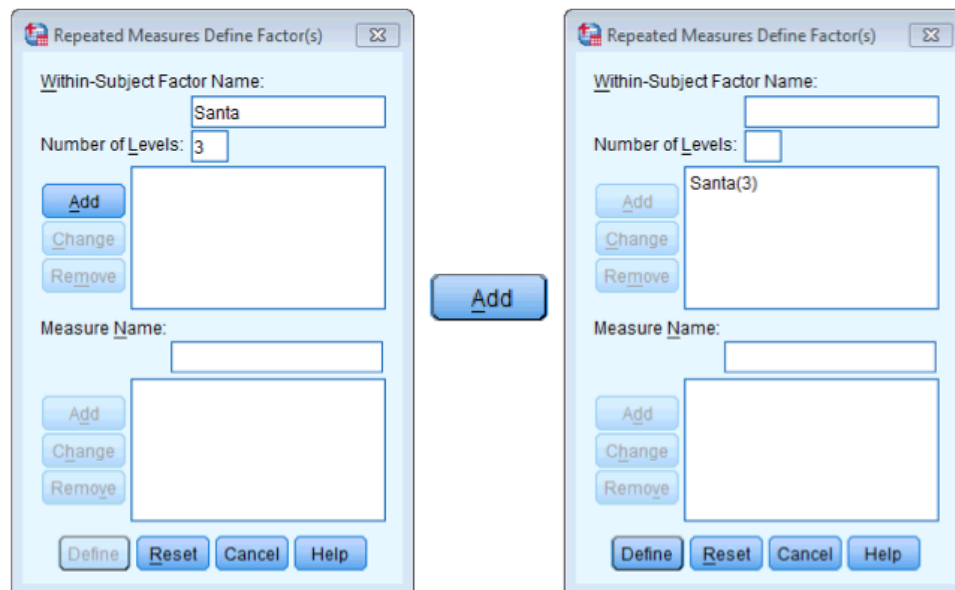 Repeated Measures Define Factor(s)
Within-Subject Factor Name:
Santa
Number of Levels: 3
Add
Change
Remove
Measure Name:
Add
Change
Remove
Define Reset Cancel Help
Add
Repeated Measures Define Factor(s)
Within-Subject Factor Name:
Number of Levels:
Santa(3)
Add
Change
Remove
Measure Name:
Add
Change
Remove
Define Reset Cancel Help